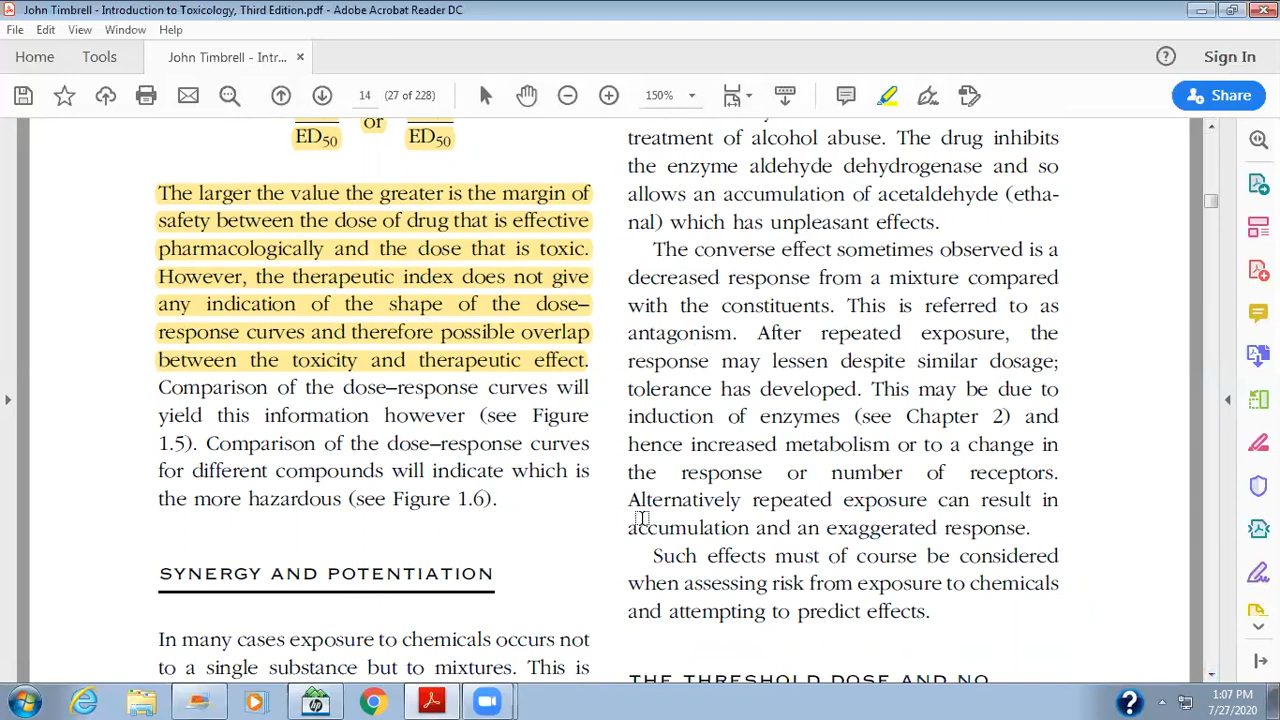 John Timbrell - Introduction to Toxicology, Third Edition.pdf - Adobe Acrobat Reader DC
File Edit View Window Help
Home Tools John Timbrell - Intr... × Sign In
14 (27 of 228) 150% Share
ED50 or ED50
The larger the value the greater is the margin of
safety between the dose of drug that is effective
pharmacologically and the dose that is toxic.
However, the therapeutic index does not give
any indication of the shape of the dose–
response curves and therefore possible overlap
between the toxicity and therapeutic effect.
Comparison of the dose–response curves will
yield this information however (see Figure
1.5). Comparison of the dose–response curves
for different compounds will indicate which is
the more hazardous (see Figure 1.6).
SYNERGY AND POTENTIATION
In many cases exposure to chemicals occurs not
to a single substance but to mixtures. This is
treatment of alcohol abuse. The drug inhibits
the enzyme aldehyde dehydrogenase and so
allows an accumulation of acetaldehyde (etha-
nal) which has unpleasant effects.
The converse effect sometimes observed is a
decreased response from a mixture compared
with the constituents. This is referred to as
antagonism. After repeated exposure, the
response may lessen despite similar dosage;
tolerance has developed. This may be due to
induction of enzymes (see Chapter 2) and
hence increased metabolism or to a change in
the response or number of receptors.
Alternatively repeated exposure can result in
accumulation and an exaggerated response.
Such effects must of course be considered
when assessing risk from exposure to chemicals
and attempting to predict effects.
THE THRESHOLD DOSE AND NO
1:07 PM
7/27/2020